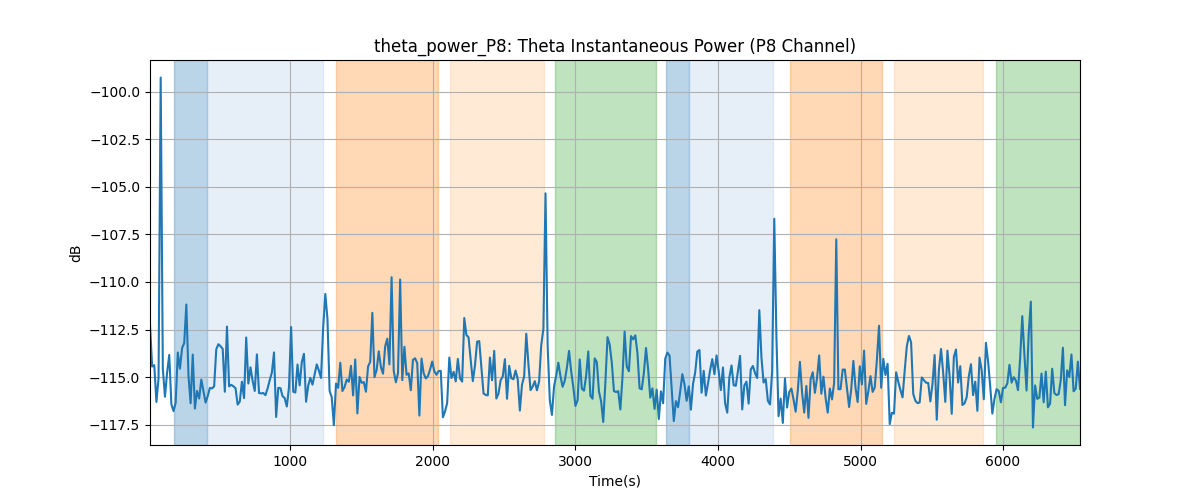 theta_power_P8: Theta Instantaneous Power (P8 Channel)
dB
−100.0
−102.5
−105.0
−107.5
−110.0
−112.5
−115.0
−117.5
1000 2000 3000 4000 5000 6000
Time(s)